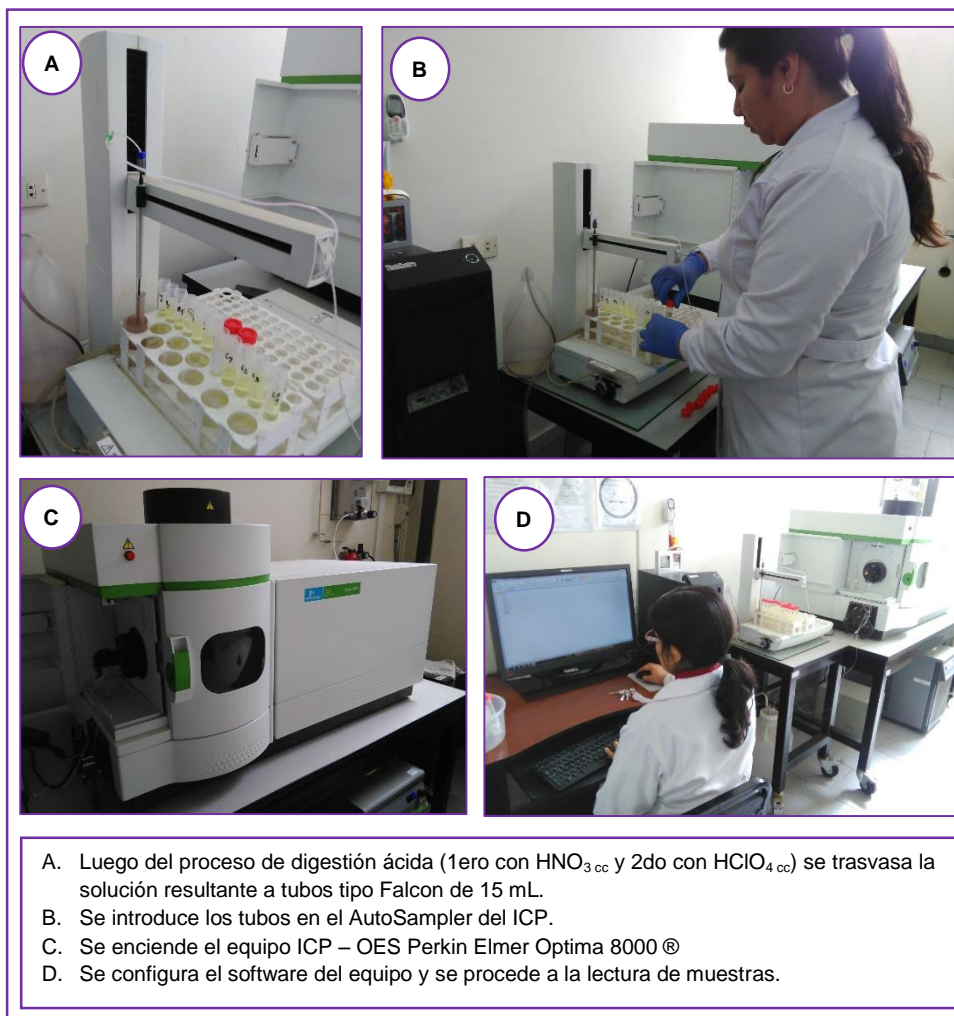 A
B
C
D
A. Luego del proceso de digestión ácida (1ero con HNO3 cc y 2do con HClO4 cc) se trasvasa la
solución resultante a tubos tipo Falcon de 15 mL.
B. Se introduce los tubos en el AutoSampler del ICP.
C. Se enciende el equipo ICP – OES Perkin Elmer Optima 8000 ®
D. Se configura el software del equipo y se procede a la lectura de muestras.